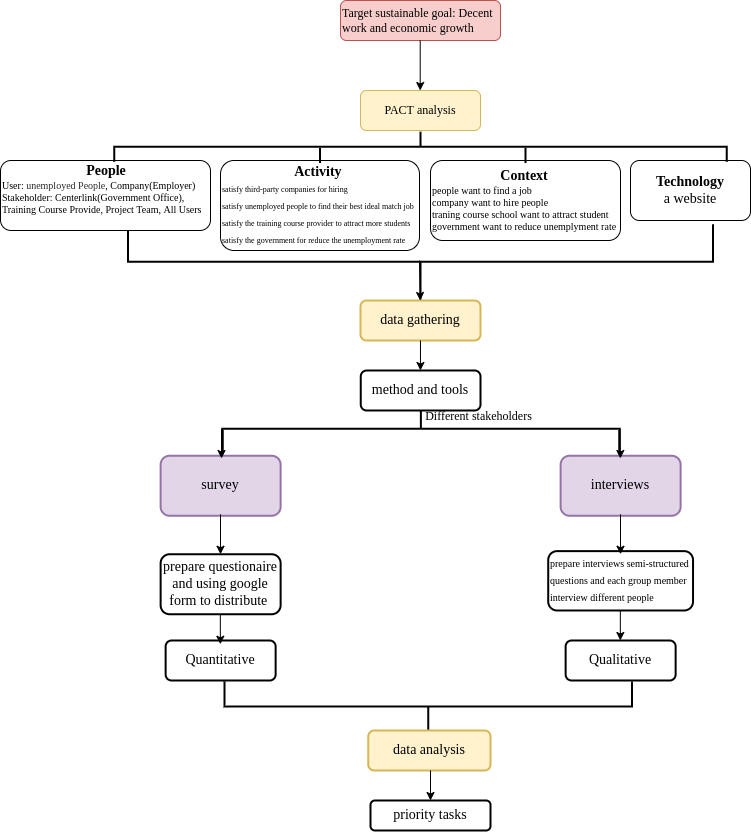 Target sustainable goal: Decent
work and economic growth
PACT analysis
People
User: unemployed People, Company(Employer)
Stakeholder: Centerlink(Government Office),
Training Course Provide, Project Team, All Users
Activity
satisfy third-party companies for hiring
satisfy unemployed people to find their best ideal match job
satisfy the training course provider to attract more students
satisfy the government for reduce the unemployment rate
Context
people want to find a job
company want to hire people
traning course school want to attract student
government want to reduce unemplyment rate
Technology
a website
data gathering
method and tools
Different stakeholders
survey
interviews
prepare questionaire
and using google
form to distribute
prepare interviews semi-structured
questions and each group member
interview different people
Quantitative
Qualitative
data analysis
priority tasks